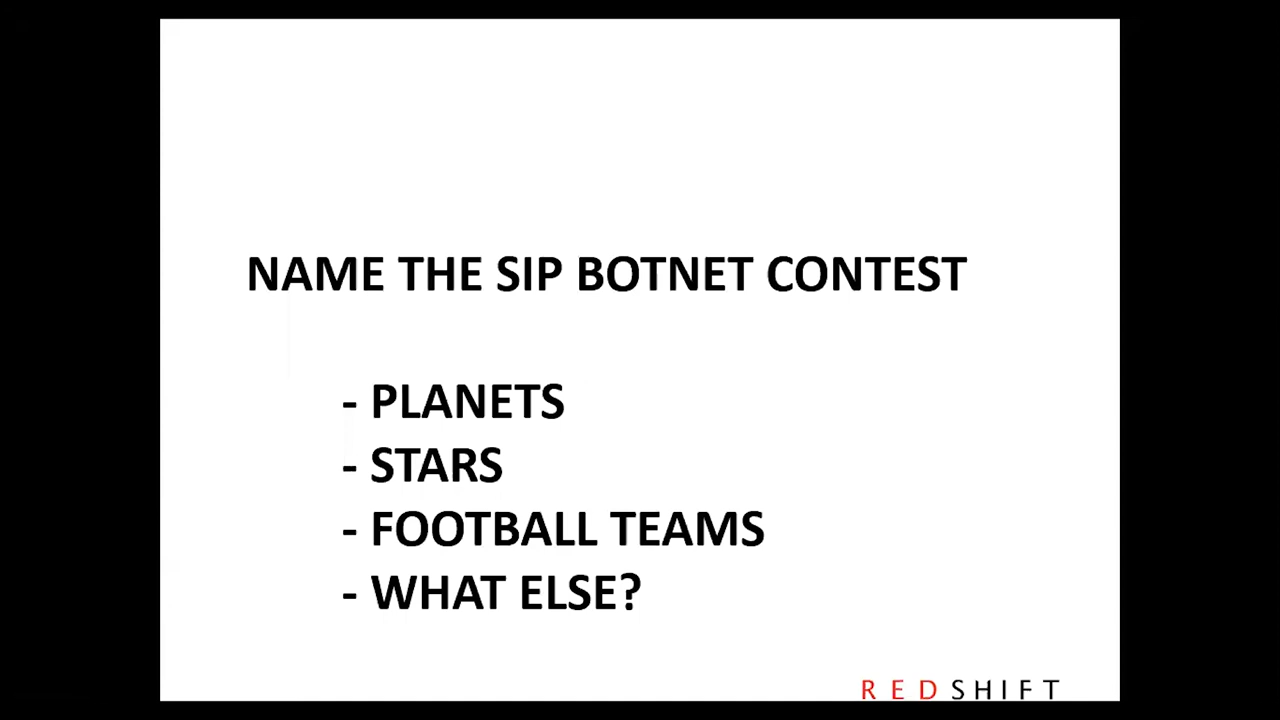 NAME THE SIP BOTNET CONTEST
- PLANETS
- STARS
- FOOTBALL TEAMS
- WHAT ELSE?
REDSHIFT